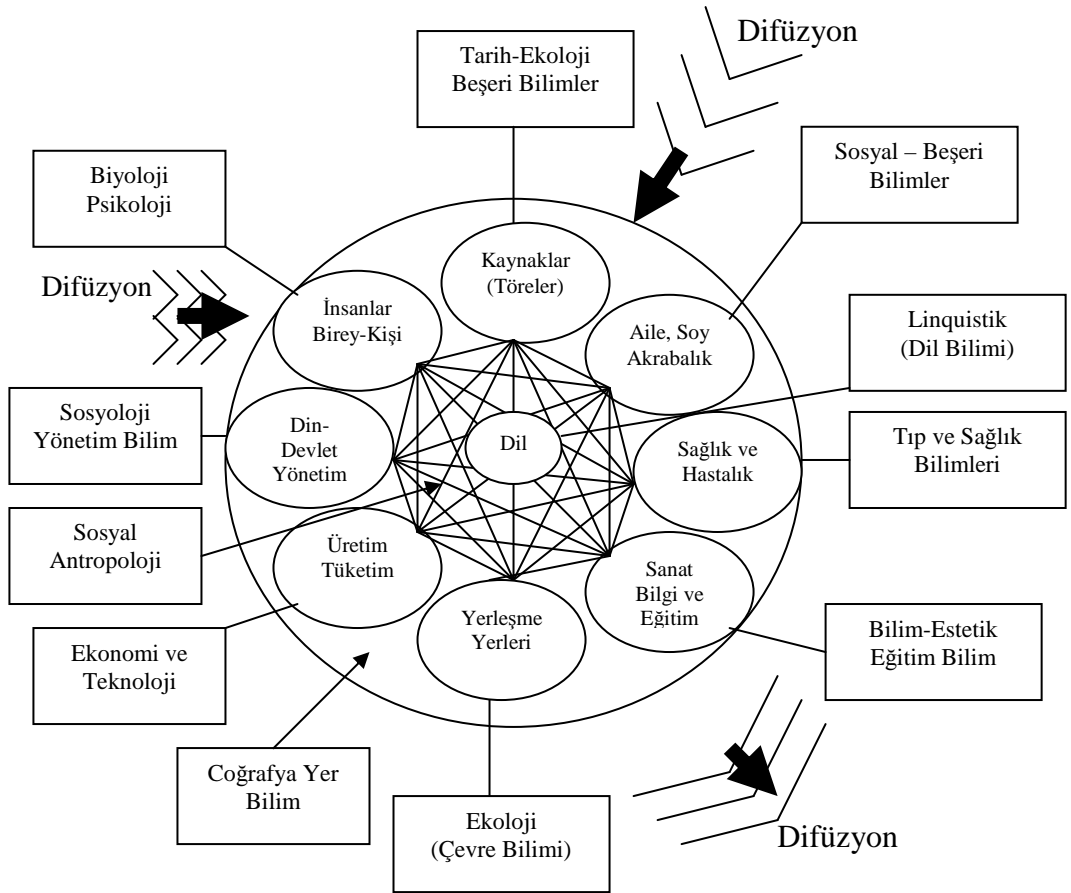 Difüzyon
Tarih-Ekoloji
Beşeri Bilimler
Sosyal – Beşeri
Bilimler
Biyoloji
Psikoloji
Kaynaklar
(Töreler)
Difüzyon
İnsanlar
Birey-Kişi
Aile, Soy
Akrabalık
Linquistik
(Dil Bilimi)
Sosyoloji
Yönetim Bilim
Din-
Devlet
Yönetim
Dil
Sağlık ve
Hastalık
Tıp ve Sağlık
Bilimleri
Sosyal
Antropoloji
Üretim
Tüketim
Sanat
Bilgi ve
Eğitim
Yerleşme
Yerleri
Ekonomi ve
Teknoloji
Bilim-Estetik
Eğitim Bilim
Coğrafya Yer
Bilim
Ekoloji
(Çevre Bilimi)
Difüzyon